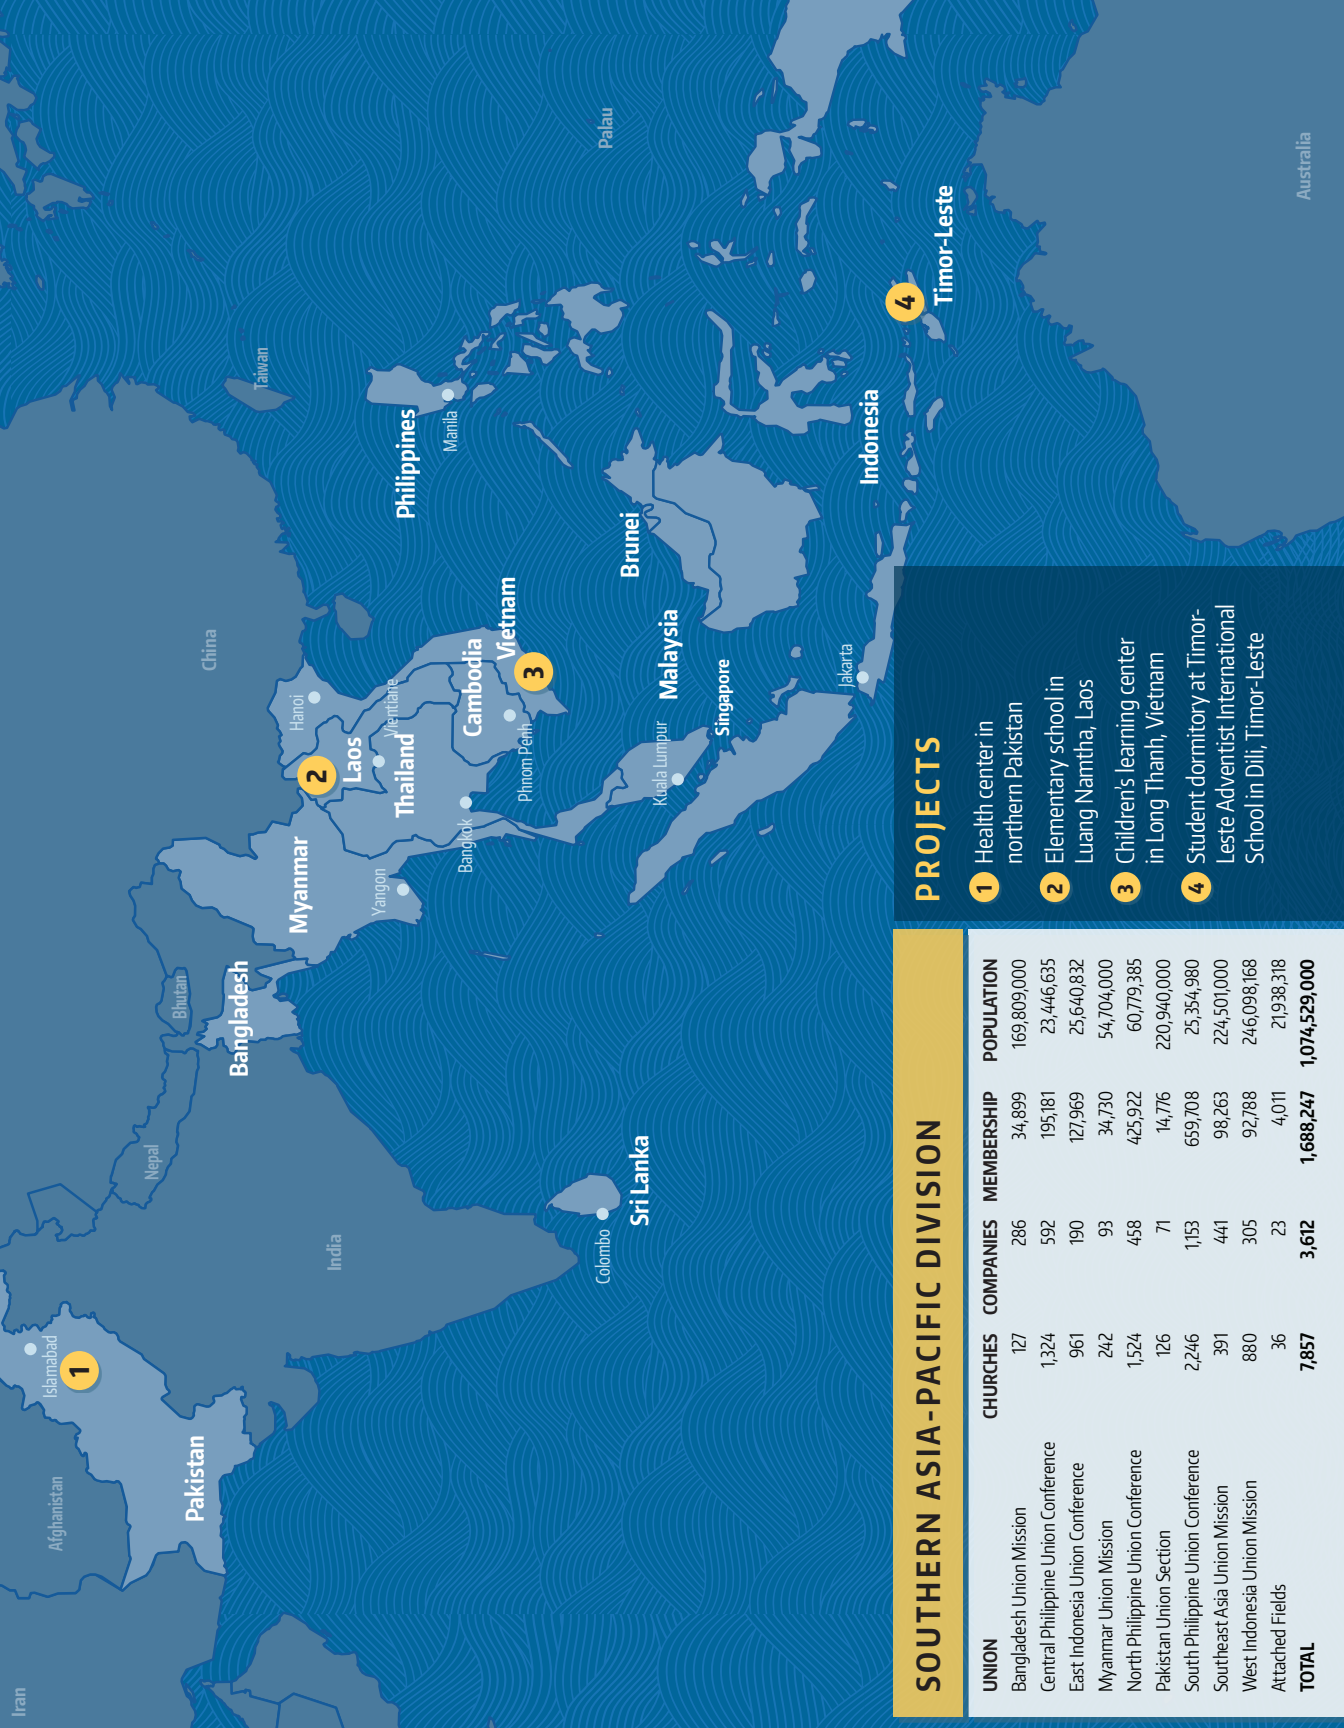 Iran
Afghanistan
Pakistan
Islamabad
1
India
Nepal
Bhutan
Bangladesh
Colombo
Sri Lanka
China
Myanmar
Yangon
2
Laos
Hanoi
Vientiane
Thailand
Bangkok
Cambodia
Phnom Penh
Vietnam
3
Taiwan
Philippines
Manila
Palau
Brunei
Malaysia
Kuala Lumpur
Singapore
Jakarta
Indonesia
4
Timor-Leste
Australia
SOUTHERN ASIA-PACIFIC DIVISION
UNION CHURCHES COMPANIES MEMBERSHIP POPULATION
Bangladesh Union Mission 127 286 34,899 169,809,000
Central Philippine Union Conference 1,324 592 195,181 23,446,635
East Indonesia Union Conference 961 190 127,969 25,640,832
Myanmar Union Mission 242 93 34,730 54,704,000
North Philippine Union Conference 1,524 458 425,922 60,779,385
Pakistan Union Section 126 71 14,776 220,940,000
South Philippine Union Conference 2,246 1,153 659,708 25,354,980
Southeast Asia Union Mission 391 441 98,263 224,501,000
West Indonesia Union Mission 880 305 92,788 246,098,168
Attached Fields 36 23 4,011 21,938,318
TOTAL 7,857 3,612 1,688,247 1,074,529,000
PROJECTS
1 Health center in
northern Pakistan
2 Elementary school in
Luang Namtha, Laos
3 Children's learning center
in Long Thanh, Vietnam
4 Student dormitory at Timor-
Leste Adventist International
School in Dili, Timor-Leste